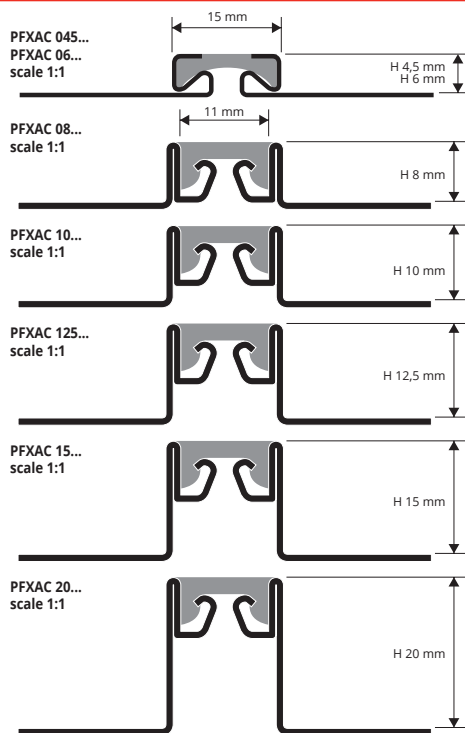 15 mm
PFXAC 045...
PFXAC 06...
scale 1:1
H 4,5 mm
H 6 mm
11 mm
PFXAC 08...
scale 1:1
H 8 mm
PFXAC 10...
scale 1:1
H 10 mm
PFXAC 125...
scale 1:1
H 12,5 mm
PFXAC 15...
scale 1:1
H 15 mm
PFXAC 20...
scale 1:1
H 20 mm